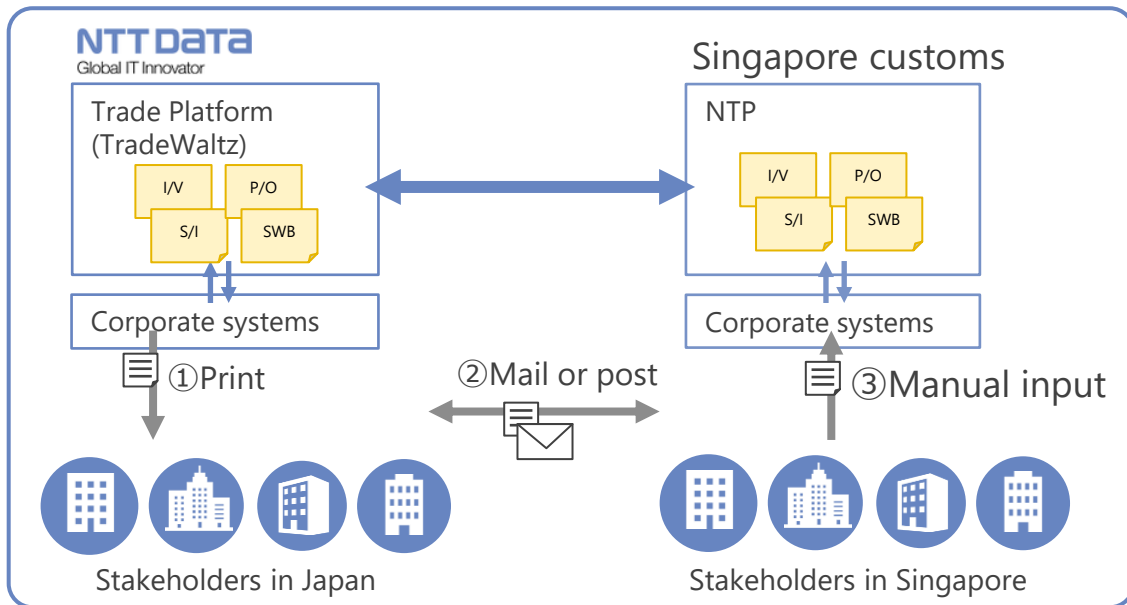 NTT DATA
Global IT Innovator
Trade Platform
(TradeWaltz)
I/V
P/O
S/I
SWB
Corporate systems
①Print
②Mail or post
Singapore customs
NTP
I/V
P/O
S/I
SWB
Corporate systems
③Manual input
Stakeholders in Japan
Stakeholders in Singapore